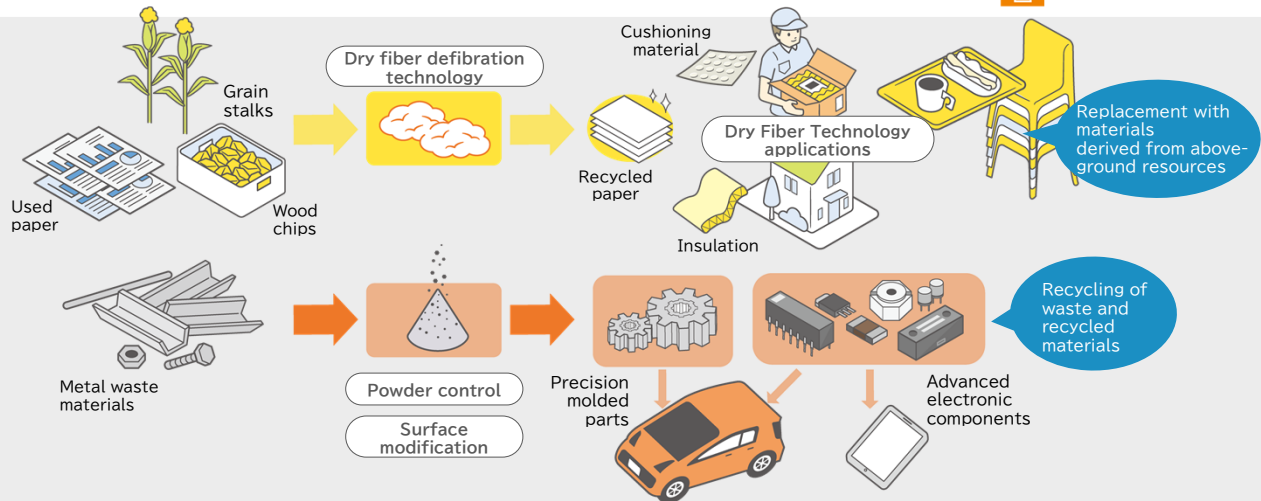 Grain
stalks
Used
paper
Wood
chips
Dry fiber defibration
technology
Recycled
paper
Cushioning
material
Dry Fiber Technology
applications
Insulation
Replacement with
materials
derived from above-
ground resources
Metal waste
materials
Powder control
Surface
modification
Precision
molded
parts
Advanced
electronic
components
Recycling of
waste and
recycled
materials